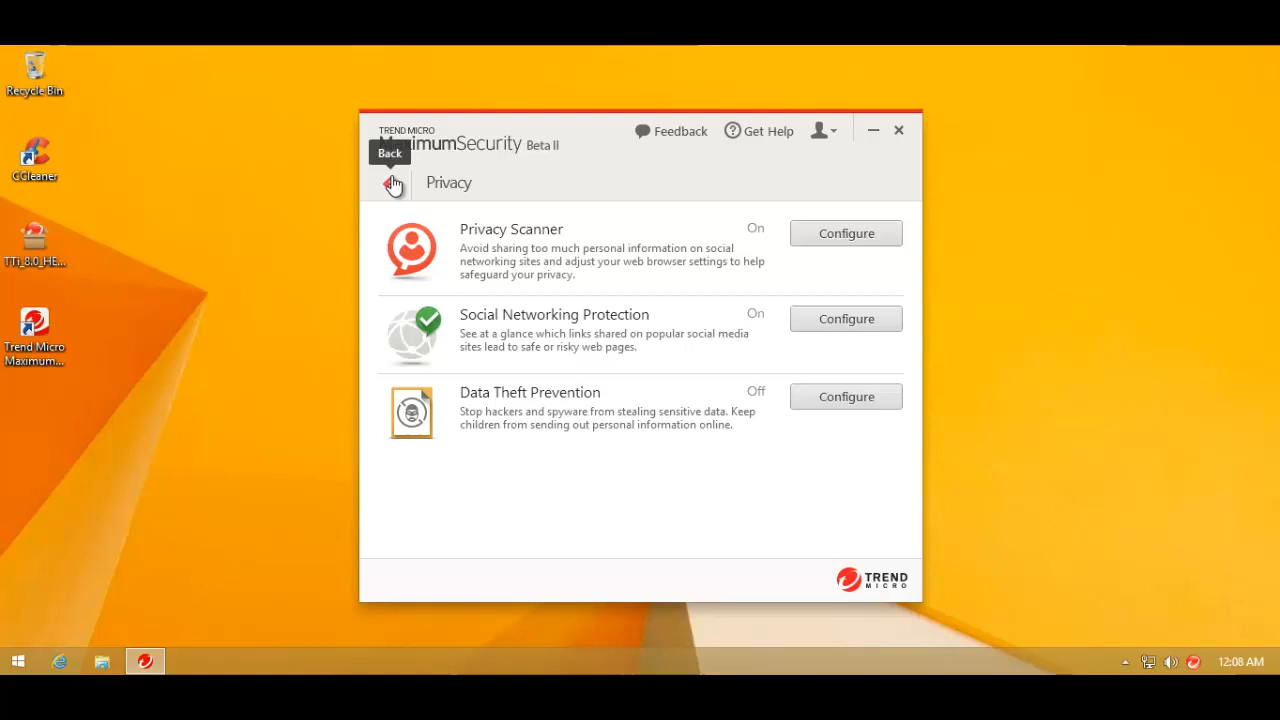 Recycle Bin
CCleaner
TTi_8.0_HE...
Trend Micro
Maximum...
TREND MICRO
MaximumSecurity Beta II
Feedback
Get Help
Back
Privacy
Privacy Scanner
On
Configure
Avoid sharing too much personal information on social
networking sites and adjust your web browser settings to help
safeguard your privacy.
Social Networking Protection
On
Configure
See at a glance which links shared on popular social media
sites lead to safe or risky web pages.
Data Theft Prevention
Off
Configure
Stop hackers and spyware from stealing sensitive data. Keep
children from sending out personal information online.
TREND
MICRO
12:08 AM